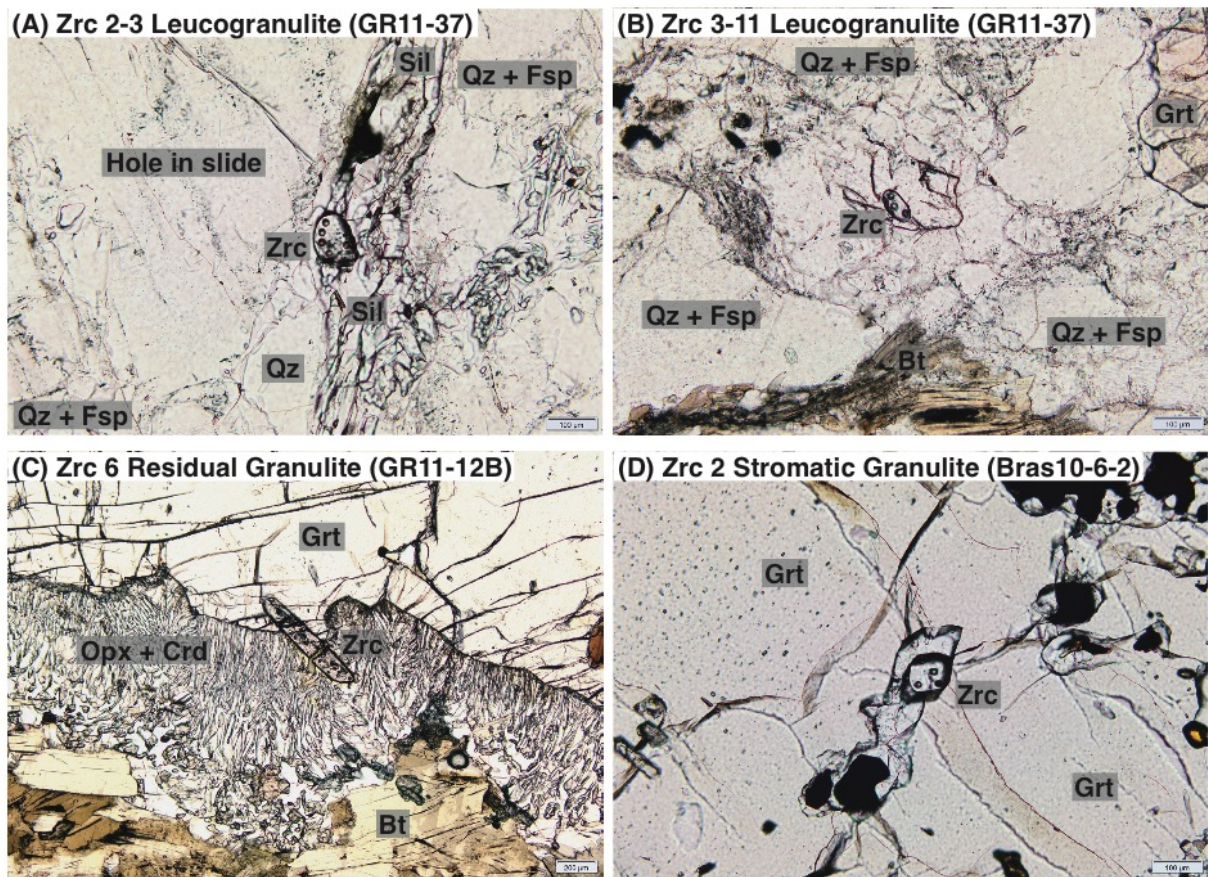 (A) Zrc 2-3 Leucogranulite (GR11-37)
Sil
Qz + Fsp
Hole in slide
Zrc
Sil
Qz
Qz + Fsp
100 µm
(B) Zrc 3-11 Leucogranulite (GR11-37)
Qz + Fsp
Grt
Zrc
Qz + Fsp
Qz + Fsp
Bt
100 µm
(C) Zrc 6 Residual Granulite (GR11-12B)
Grt
Zrc
Opx + Crd
Bt
200 µm
(D) Zrc 2 Stromatic Granulite (Bras10-6-2)
Grt
Zrc
Grt
100 µm